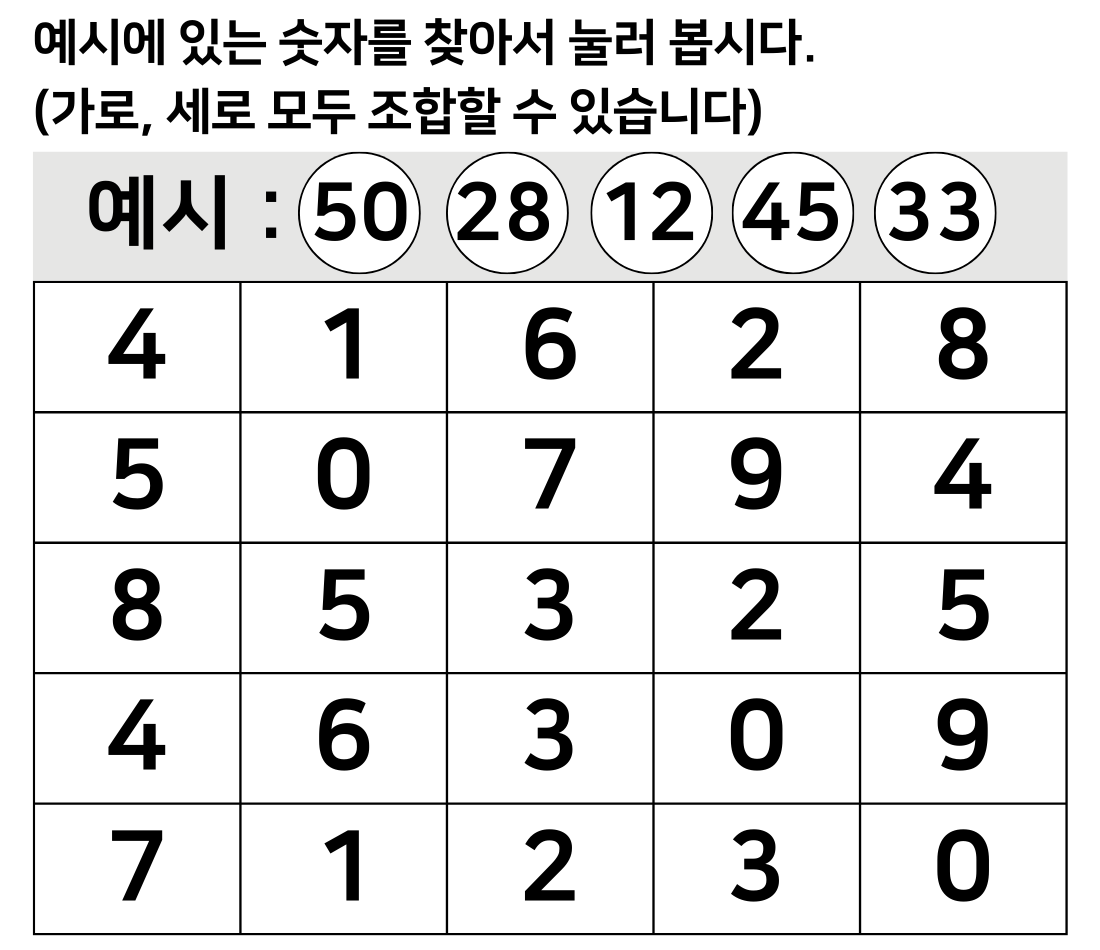 예시에 있는 숫자를 찾아서 눌러 봅시다.
(가로, 세로 모두 조합할 수 있습니다)
예시 : 50 28 12 45 33
4 1 6 2 8
5 0 7 9 4
8 5 3 2 5
4 6 3 0 9
7 1 2 3 0